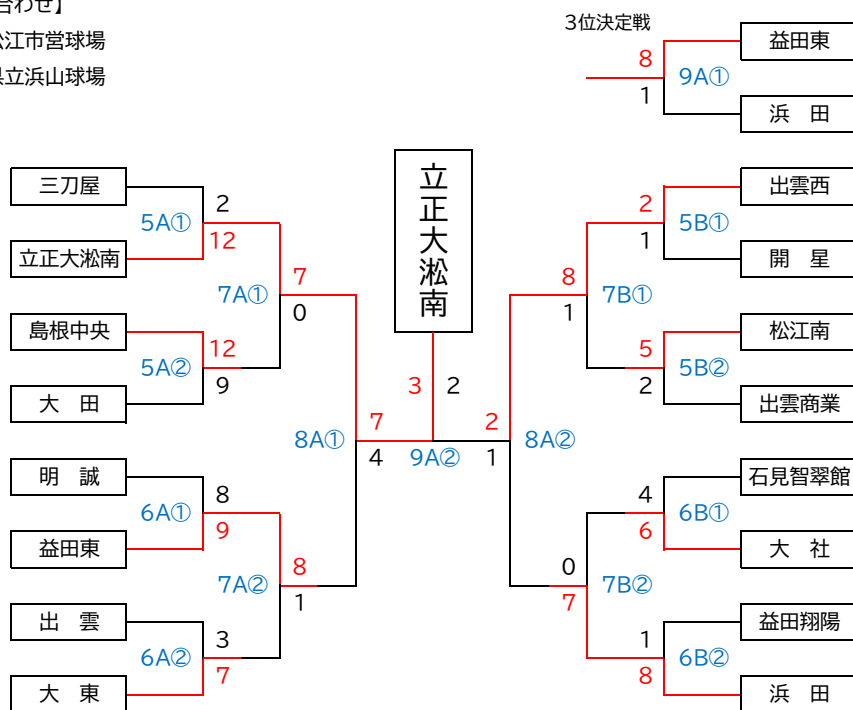 合わせ】
松江市営球場
県立浜山球場
3位決定戦
益田東
8
9A①
1
浜　田
立正大淞南
三刀屋
2
5A①
12
立正大淞南
7
7A①
0
島根中央
12
5A②
9
大　田
7
8A①
4
明　誠
8
6A①
9
益田東
8
7A②
1
出　雲
3
6A②
7
大　東
3
2
9A②
出雲西
2
5B①
1
開　星
8
7B①
1
松江南
5
5B②
2
出雲商業
2
8A②
1
石見智翠館
4
6B①
6
大　社
0
7B②
7
益田翔陽
1
6B②
8
浜　田